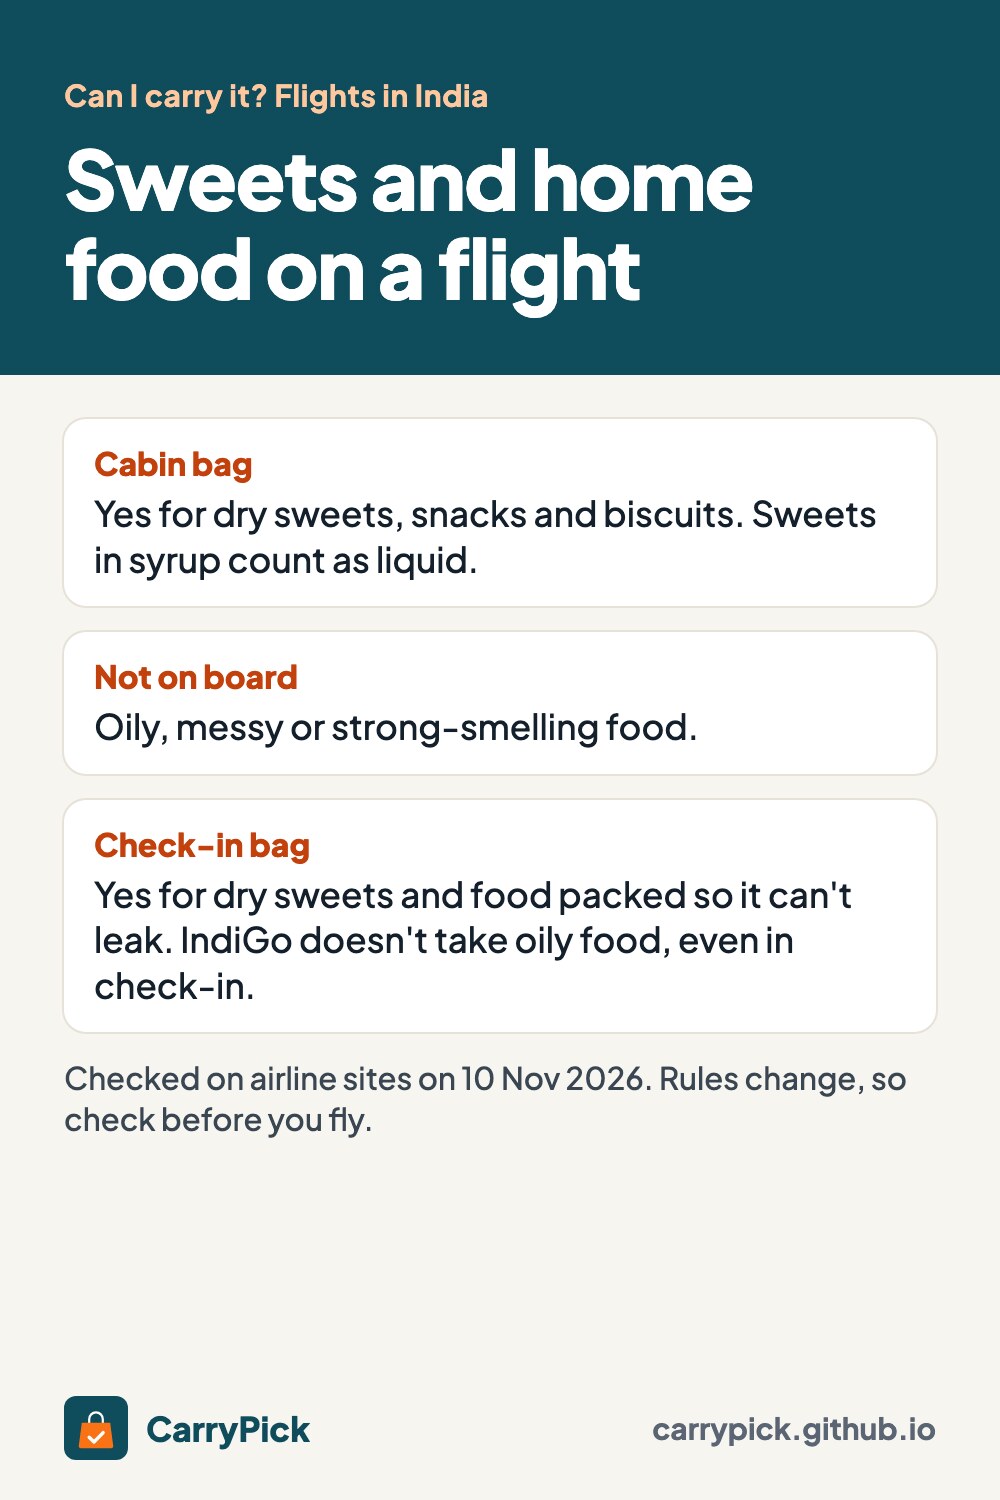 Can I carry it? Flights in India
Sweets and home
food on a flight
Cabin bag
Yes for dry sweets, snacks and biscuits. Sweets
in syrup count as liquid.
Not on board
Oily, messy or strong-smelling food.
Check-in bag
Yes for dry sweets and food packed so it can't
leak. IndiGo doesn't take oily food, even in
check-in.
Checked on airline sites on 10 Nov 2026. Rules change, so
check before you fly.
CarryPick
carrypick.github.io